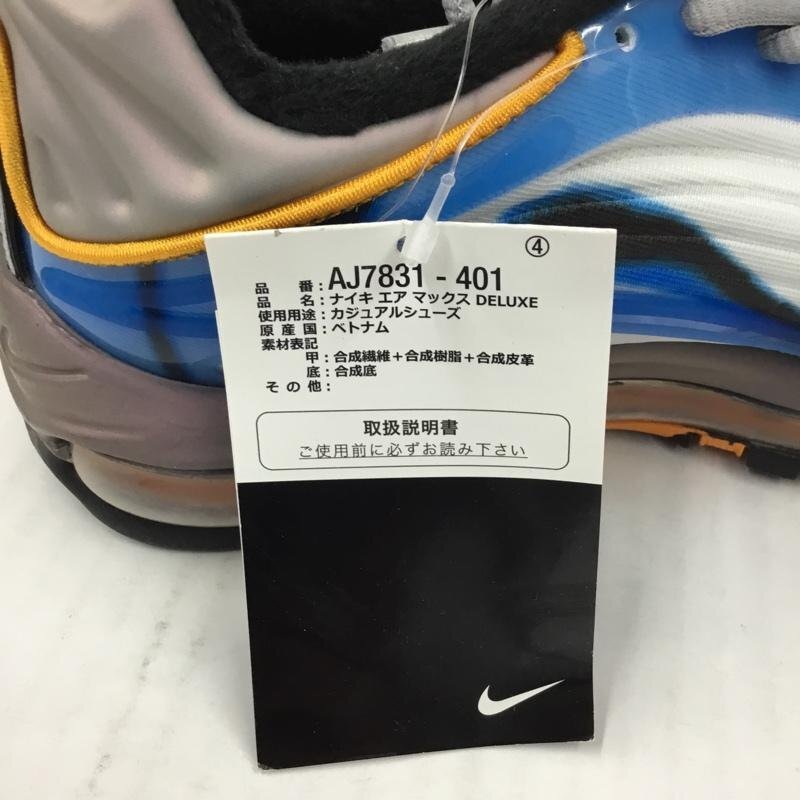 ④
品 番：AJ7831 - 401
品 名：ナイキ エア マックス DELUXE
使用用途：カジュアルシューズ
原 産 国：ベトナム
素材表記
甲：合成繊維＋合成樹脂＋合成皮革
底：合成底
そ の 他：
取扱説明書
ご使用前に必ずお読み下さい